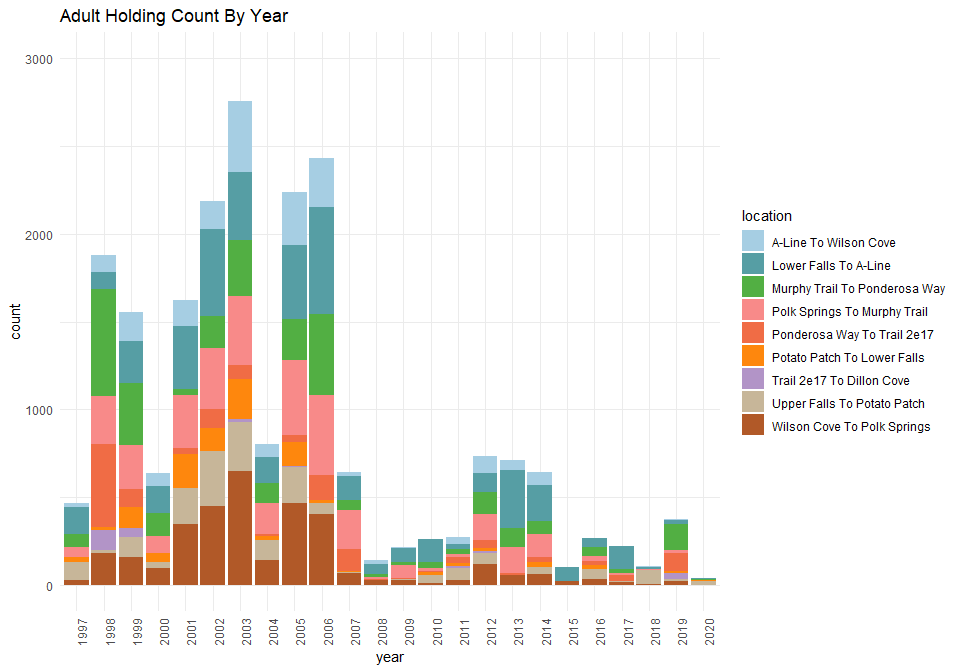 Adult Holding Count By Year
3000
2000
1000
0
count
1997
1998
1999
2000
2001
2002
2003
2004
2005
2006
2007
2008
2009
2010
2011
2012
2013
2014
2015
2016
2017
2018
2019
2020
year
location
A-Line To Wilson Cove
Lower Falls To A-Line
Murphy Trail To Ponderosa Way
Polk Springs To Murphy Trail
Ponderosa Way To Trail 2e17
Potato Patch To Lower Falls
Trail 2e17 To Dillon Cove
Upper Falls To Potato Patch
Wilson Cove To Polk Springs